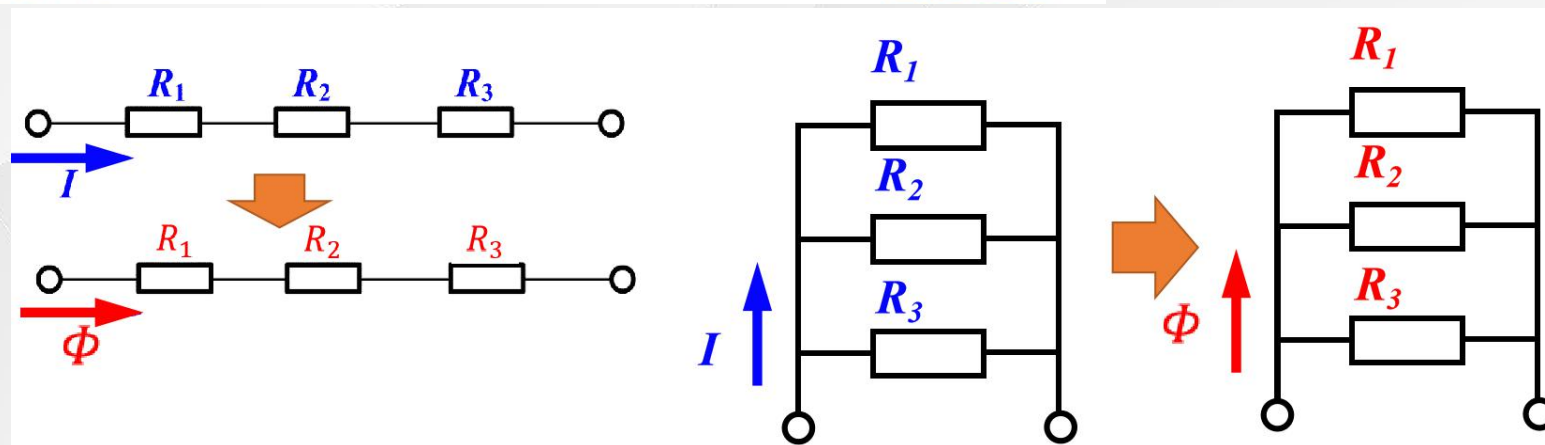 R₁ R₂ R₃
I
R₁ R₂ R₃
Φ
R₁
R₂
R₃
I
R₁
R₂
R₃
Φ